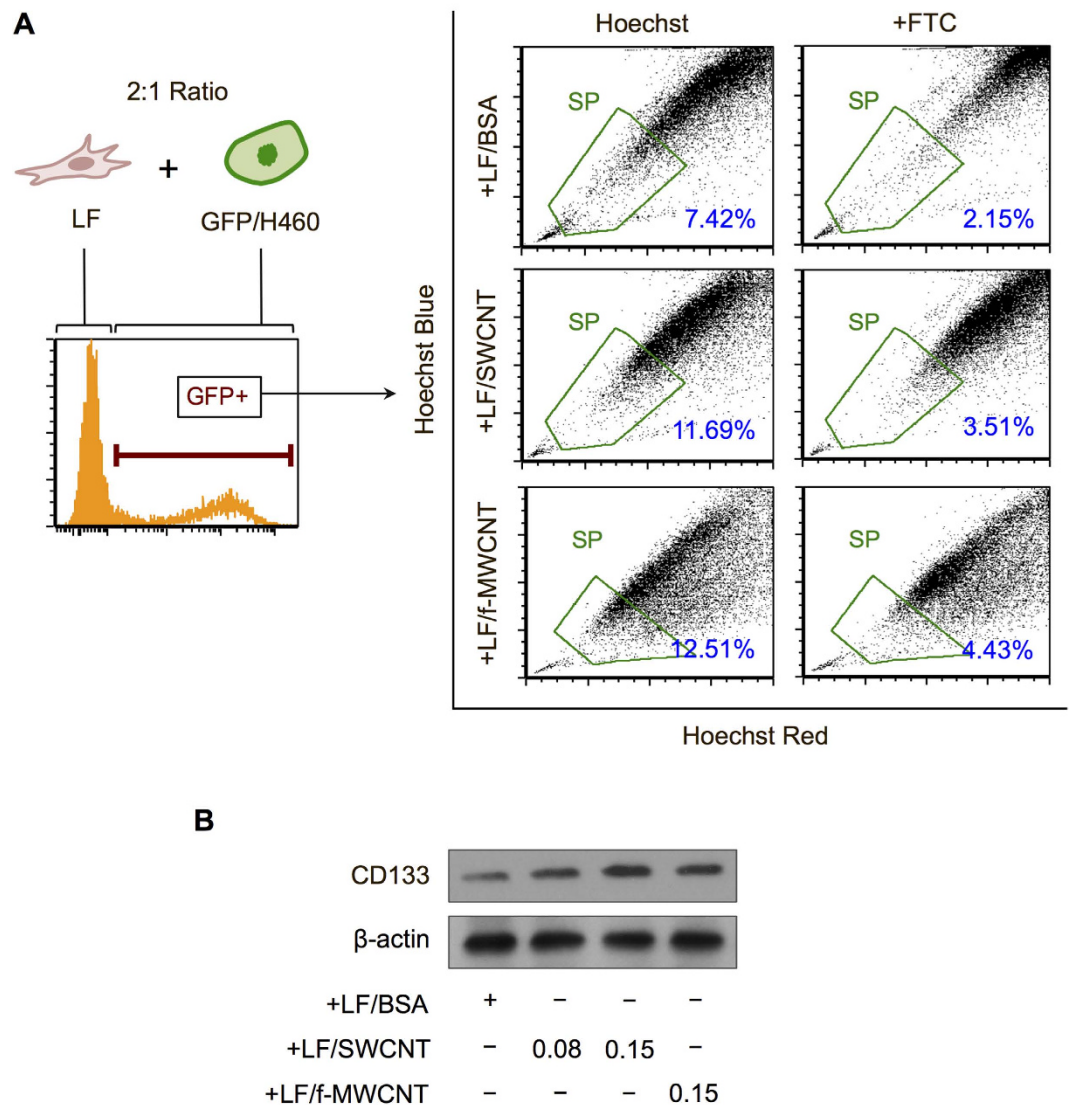 A
2:1 Ratio
+
LF
GFP/H460
GFP+
Hoechst
+FTC
Hoechst Blue
+LF/BSA
SP
7.42%
SP
2.15%
+LF/SWCNT
SP
11.69%
SP
3.51%
+LF/f-MWCNT
SP
12.51%
SP
4.43%
Hoechst Red
B
CD133
β-actin
+LF/BSA + – – –
+LF/SWCNT – 0.08 0.15 –
+LF/f-MWCNT – – – 0.15